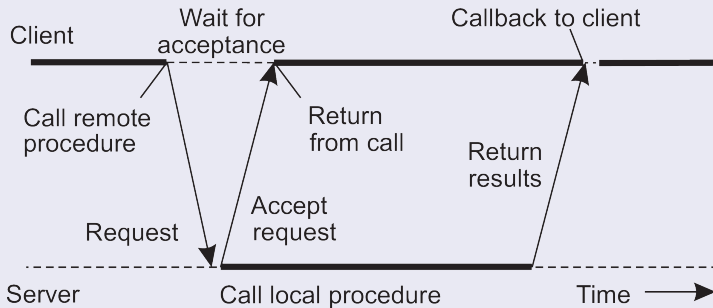 Client
Wait for
acceptance
Callback to client
Call remote
procedure
Return
from call
Return
results
Accept
request
Request
Server
Call local procedure
Time